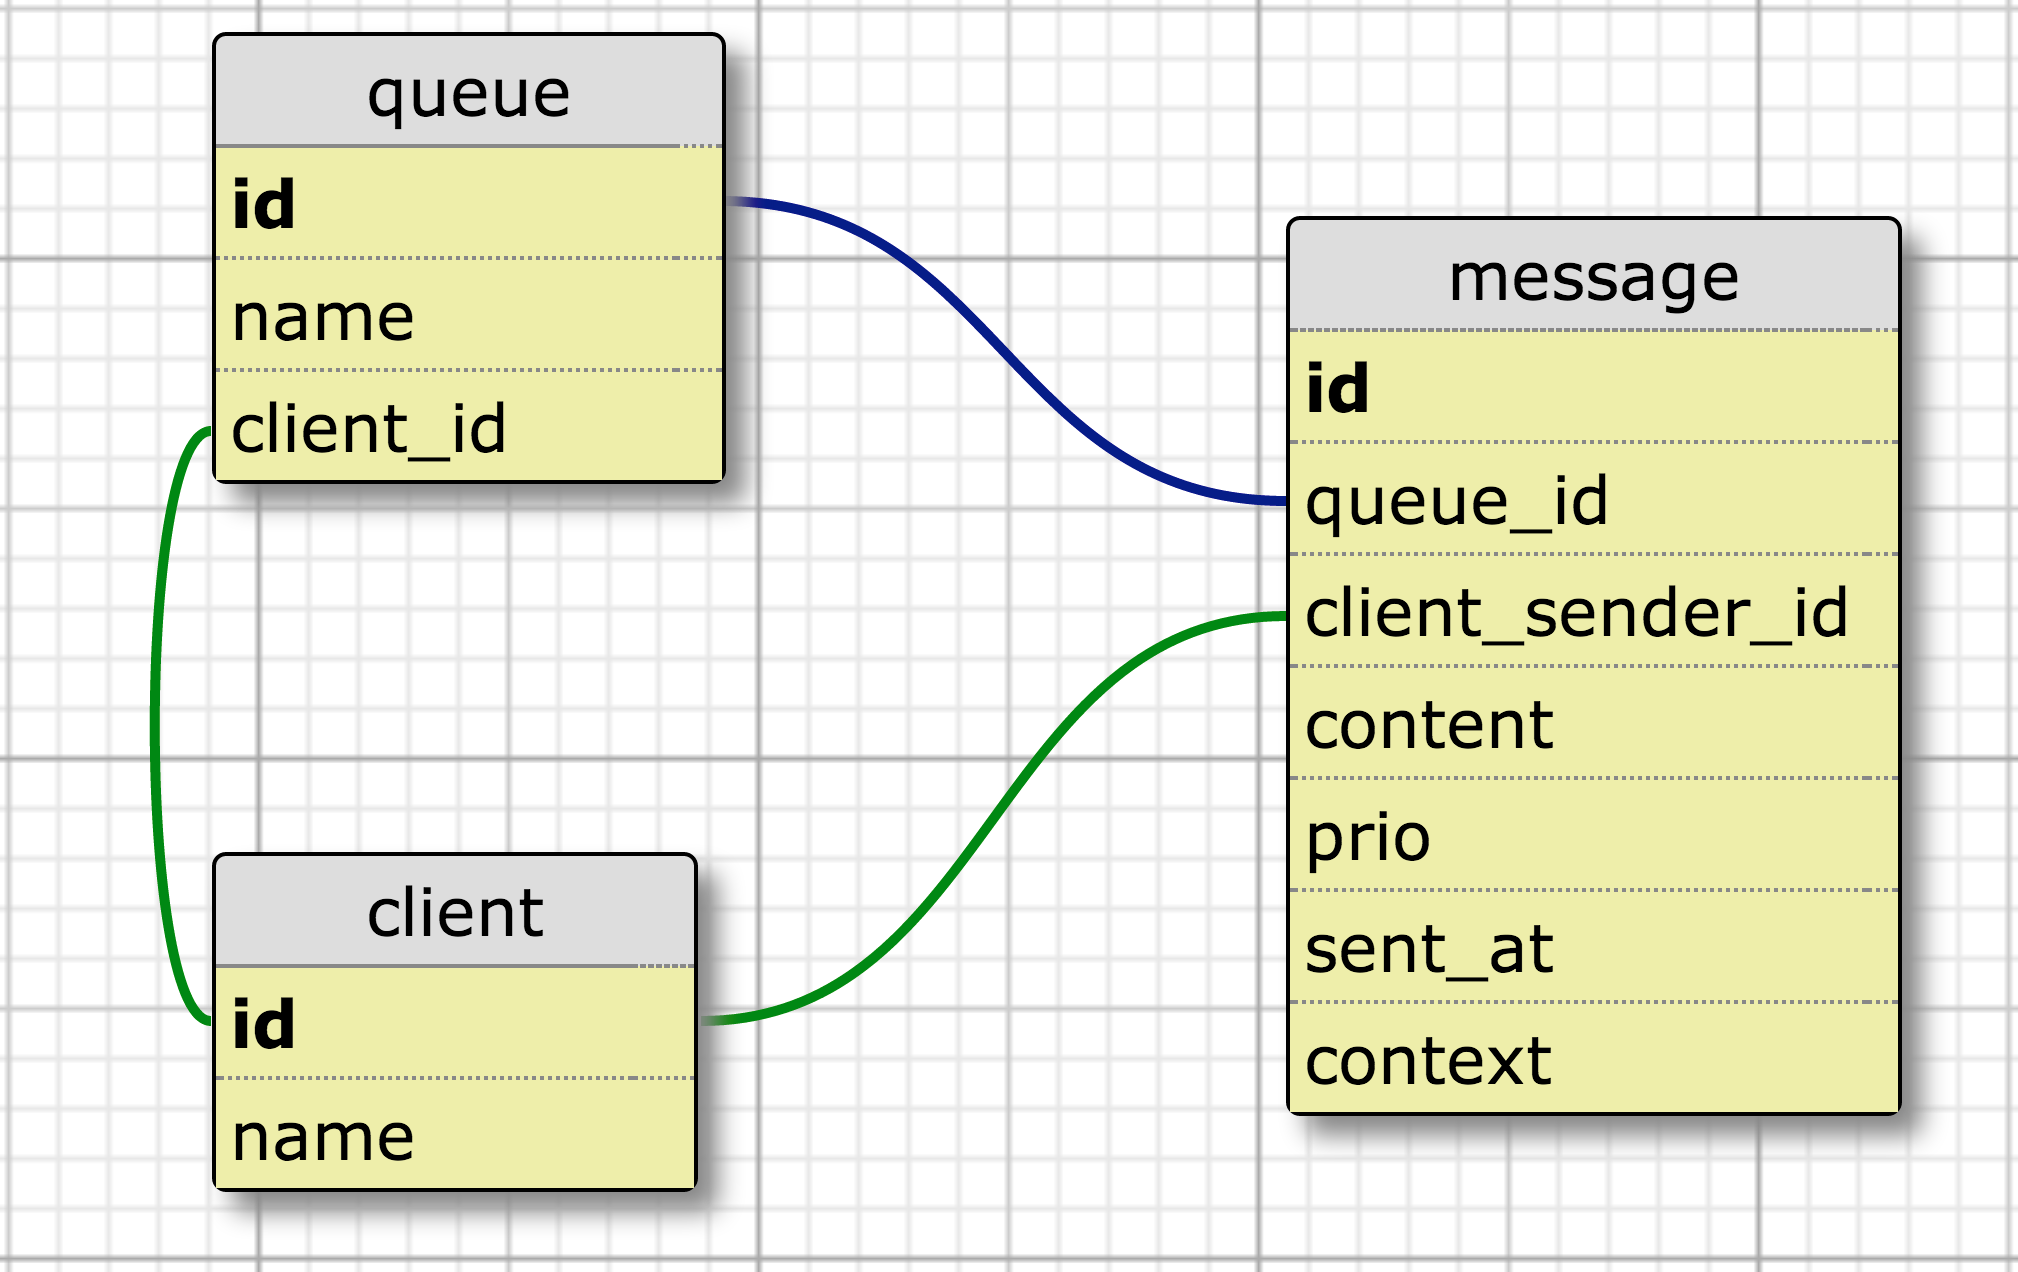 queue
id
name
client_id
message
id
queue_id
client_sender_id
content
prio
sent_at
context
client
id
name